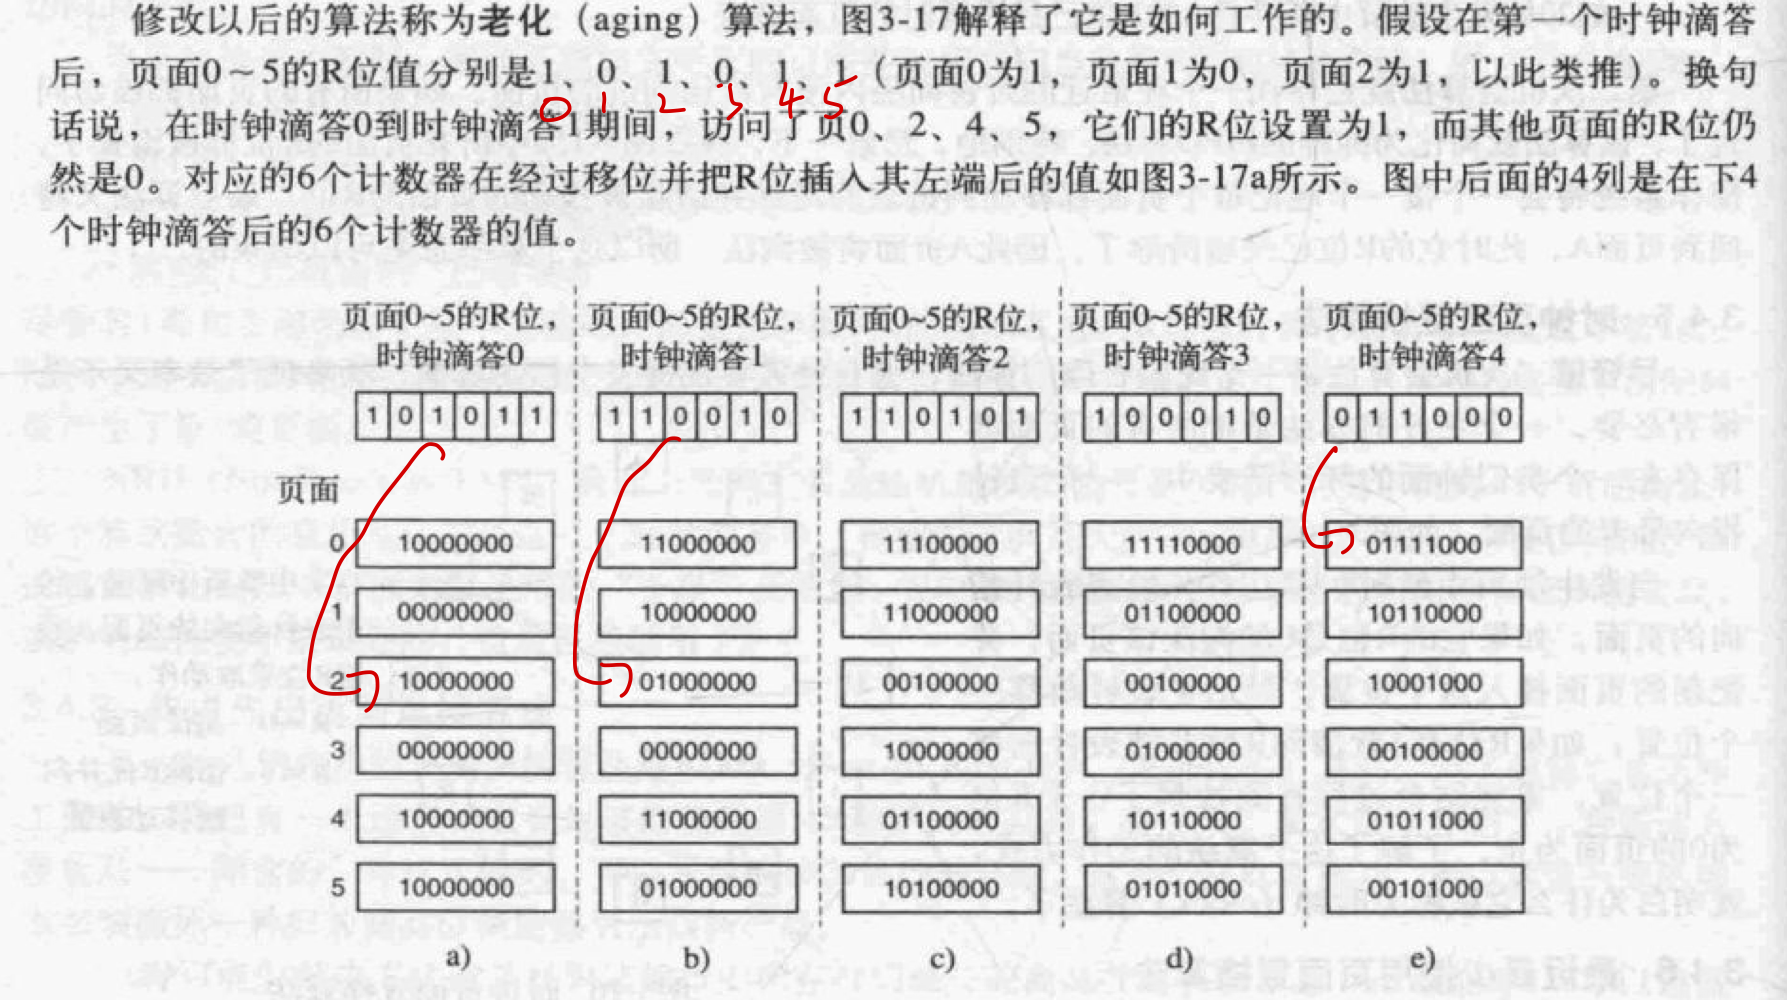 修改以后的算法称为老化（aging）算法，图3-17解释了它是如何工作的。假设在第一个时钟滴答
后，页面0～5的R位值分别是1、0、1、0、1、1（页面0为1，页面1为0，页面2为1，以此类推）。换句
0 1 2 3 4 5
话说，在时钟滴答0到时钟滴答1期间，访问了页0、2、4、5，它们的R位设置为1，而其他页面的R位仍
然是0。对应的6个计数器在经过移位并把R位插入其左端后的值如图3-17a所示。图中后面的4列是在下4
个时钟滴答后的6个计数器的值。
页面0~5的R位， 页面0~5的R位， 页面0~5的R位， 页面0~5的R位， 页面0~5的R位，
时钟滴答0 时钟滴答1 时钟滴答2 时钟滴答3 时钟滴答4
1 0 1 0 1 1 1 1 0 0 1 0 1 1 0 1 0 1 1 0 0 0 1 0 0 1 1 0 0 0
页面
0 10000000 11000000 11100000 11110000 01111000
1 00000000 10000000 11000000 01100000 10110000
2 10000000 01000000 00100000 00100000 10001000
3 00000000 00000000 10000000 01000000 00100000
4 10000000 11000000 01100000 10110000 01011000
5 10000000 01000000 10100000 01010000 00101000
a) b) c) d) e)